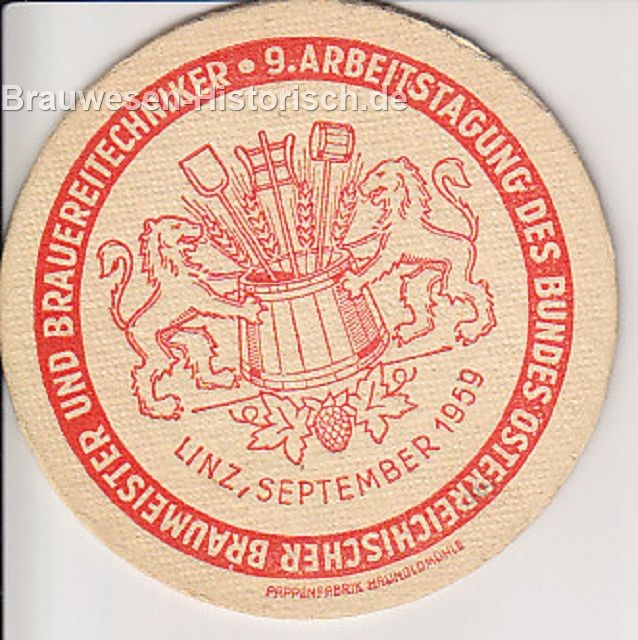 Brauwesen-Historisch.de
• 9. ARBEITSTAGUNG DES BUNDES ÖSTERREICHISCHER BRAUMEISTER UND BRAUEREITECHNIKER
LINZ, SEPTEMBER 1959
PAPPENFABRIK HAUNOLDMÜHLE